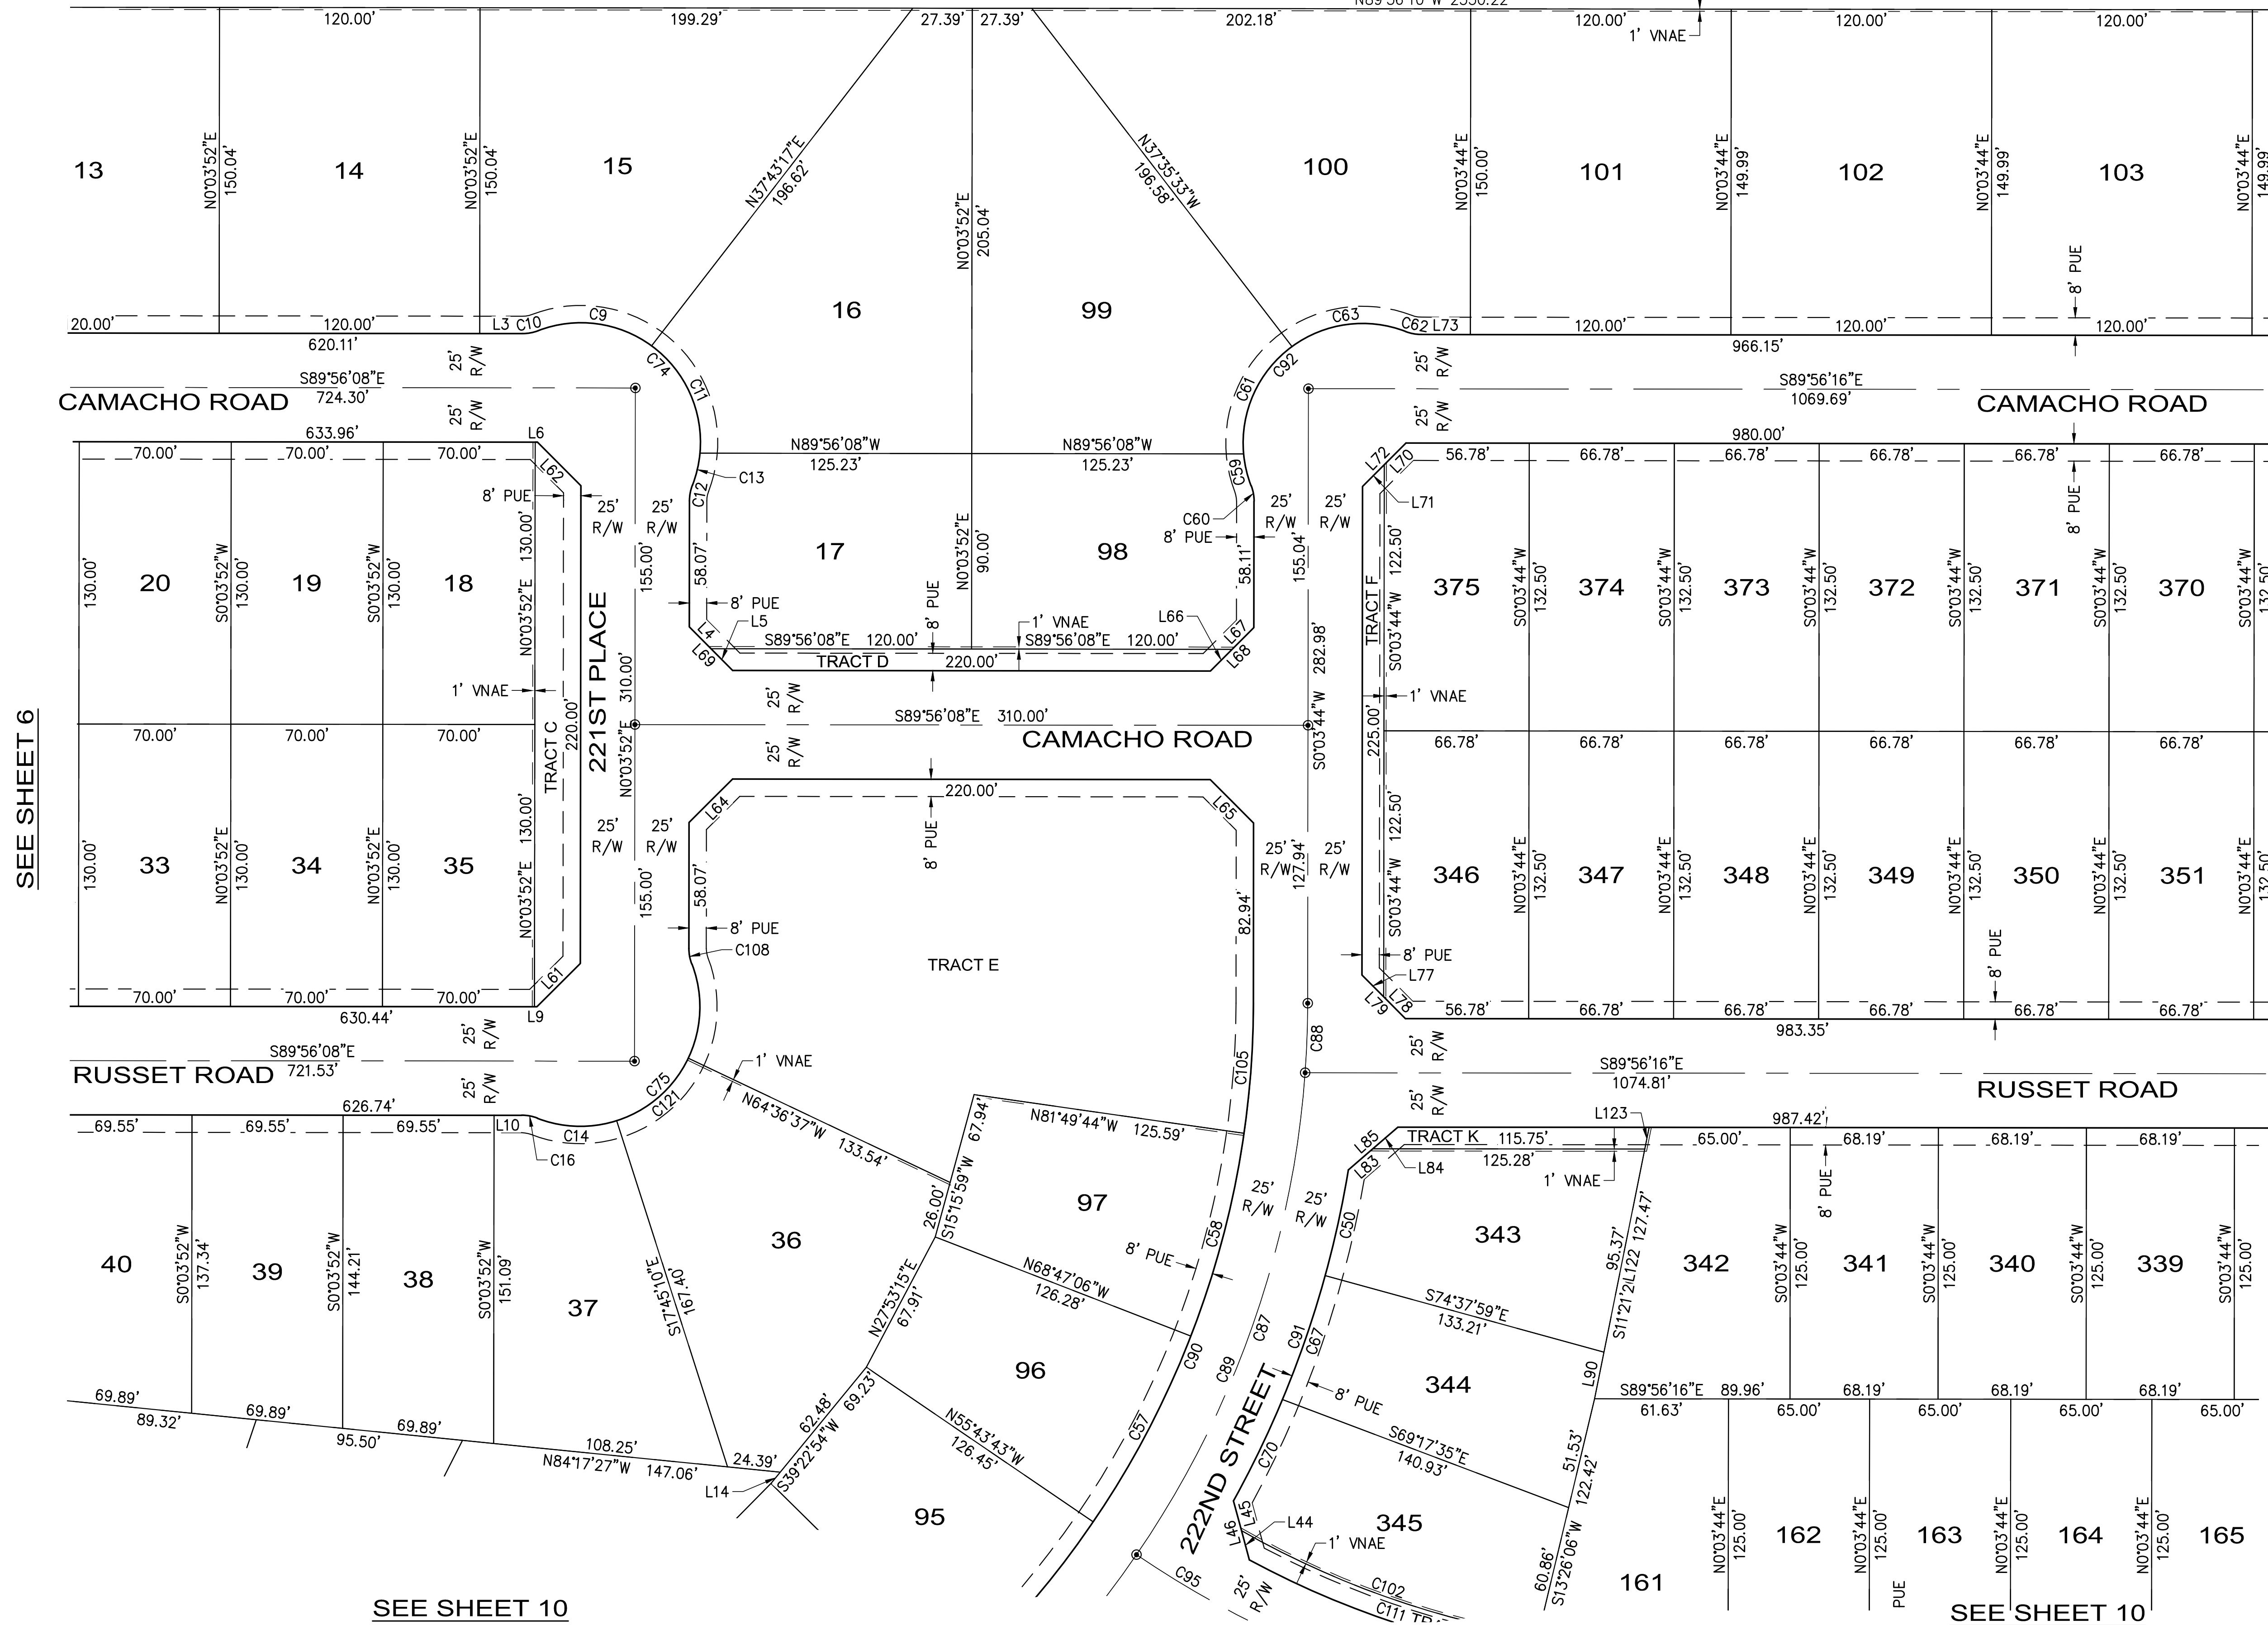 N89°56'10"W 2550.22'
120.00'
199.29'
27.39'
27.39'
202.18'
120.00'
120.00'
120.00'
1' VNAE
13
N0°03'52"E
150.04'
14
N0°03'52"E
150.04'
15
N37°43'17"E
196.62'
N0°03'52"E
205.04'
N37°35'33"W
196.58'
100
N0°03'44"E
150.00'
101
N0°03'44"E
149.99'
102
N0°03'44"E
149.99'
103
N0°03'44"E
149.99'
8' PUE
16
99
20.00'
120.00'
L3
C10
C9
C74
C11
C63
C92
C61
C62
L73
120.00'
120.00'
120.00'
620.11'
25'
R/W
966.15'
25'
R/W
S89°56'08"E
724.30'
CAMACHO ROAD
25'
R/W
S89°56'16"E
1069.69'
CAMACHO ROAD
25'
R/W
633.96'
L6
N89°56'08"W
125.23'
N89°56'08"W
125.23'
980.00'
70.00'
70.00'
70.00'
L62
C13
C12
C59
C60
L72
L70
L71
56.78'
66.78'
66.78'
66.78'
66.78'
66.78'
8' PUE
8' PUE
25'
R/W
25'
R/W
8' PUE
25'
R/W
25'
R/W
130.00'
20
S0°03'52"W
130.00'
19
S0°03'52"W
130.00'
18
N0°03'52"E
130.00'
155.00'
58.07'
17
N0°03'52"E
90.00'
98
58.11'
155.04'
TRACT F
S0°03'44"W 122.50'
375
S0°03'44"W
132.50'
374
S0°03'44"W
132.50'
373
S0°03'44"W
132.50'
372
S0°03'44"W
132.50'
371
S0°03'44"W
132.50'
370
S0°03'44"W
132.50'
221ST PLACE
8' PUE
L4
L5
L69
8' PUE
1' VNAE
L66
L67
L68
S89°56'08"E 120.00'
S89°56'08"E 120.00'
TRACT D
220.00'
282.98'
1' VNAE
310.00'
25'
R/W
1' VNAE
SEE SHEET 6
70.00'
70.00'
70.00'
TRACT C
220.00'
N0°03'52"E
S89°56'08"E 310.00'
CAMACHO ROAD
25'
R/W
S0°03'44"W
225.00'
66.78'
66.78'
66.78'
66.78'
66.78'
66.78'
220.00'
L64
L65
8' PUE
130.00'
33
N0°03'52"E
130.00'
34
N0°03'52"E
130.00'
35
N0°03'52"E 130.00'
25'
R/W
25'
R/W
155.00'
58.07'
25'
R/W
127.94'
25'
R/W
S0°03'44"W 122.50'
346
N0°03'44"E
132.50'
347
N0°03'44"E
132.50'
348
N0°03'44"E
132.50'
349
N0°03'44"E
132.50'
350
N0°03'44"E
132.50'
351
N0°03'44"E
132.50'
8' PUE
C108
82.94'
TRACT E
8' PUE
L77
L79
L78
8' PUE
L61
70.00'
70.00'
70.00'
L9
630.44'
56.78'
66.78'
66.78'
66.78'
66.78'
66.78'
983.35'
25'
R/W
C88
25'
R/W
S89°56'08"E
721.53'
RUSSET ROAD
25'
R/W
S89°56'16"E
1074.81'
RUSSET ROAD
25'
R/W
C105
1' VNAE
C75
C121
N64°36'37"W
133.54'
67.94'
N81°49'44"W 125.59'
626.74'
69.55'
69.55'
69.55'
L10
C14
C16
L123
987.42'
L85
L83
L84
TRACT K
115.75'
125.28'
1' VNAE
65.00'
68.19'
68.19'
68.19'
8' PUE
40
S0°03'52"W
137.34'
39
S0°03'52"W
144.21'
38
S0°03'52"W
151.09'
37
S17°45'10"E
167.40'
36
26.00'
S15°15'59"W
97
C58
25'
R/W
25'
R/W
C50
8' PUE
343
95.37'
127.47'
L122
342
S0°03'44"W
125.00'
341
S0°03'44"W
125.00'
340
S0°03'44"W
125.00'
339
S0°03'44"W
125.00'
N68°47'06"W
126.28'
N27°53'15"E
67.91'
S74°37'59"E
133.21'
C87
C91
C67
C89
C90
96
344
8' PUE
L90
S89°56'16"E 89.96'
61.63'
68.19'
68.19'
68.19'
65.00'
65.00'
65.00'
65.00'
69.89'
89.32'
69.89'
95.50'
69.89'
108.25'
N84°17'27"W 147.06'
24.39'
L14
62.48'
69.23'
S39°22'54"W
N55°43'43"W
126.45'
C57
222ND STREET
C70
S69°17'35"E
140.93'
51.53'
122.42'
95
L45
L46
L44
345
1' VNAE
60.86'
S13°26'06"W
161
N0°03'44"E
125.00'
162
N0°03'44"E
125.00'
163
N0°03'44"E
125.00'
164
N0°03'44"E
125.00'
165
PUE
C95
25'
R/W
C102
C111
SEE SHEET 10
SEE SHEET 10